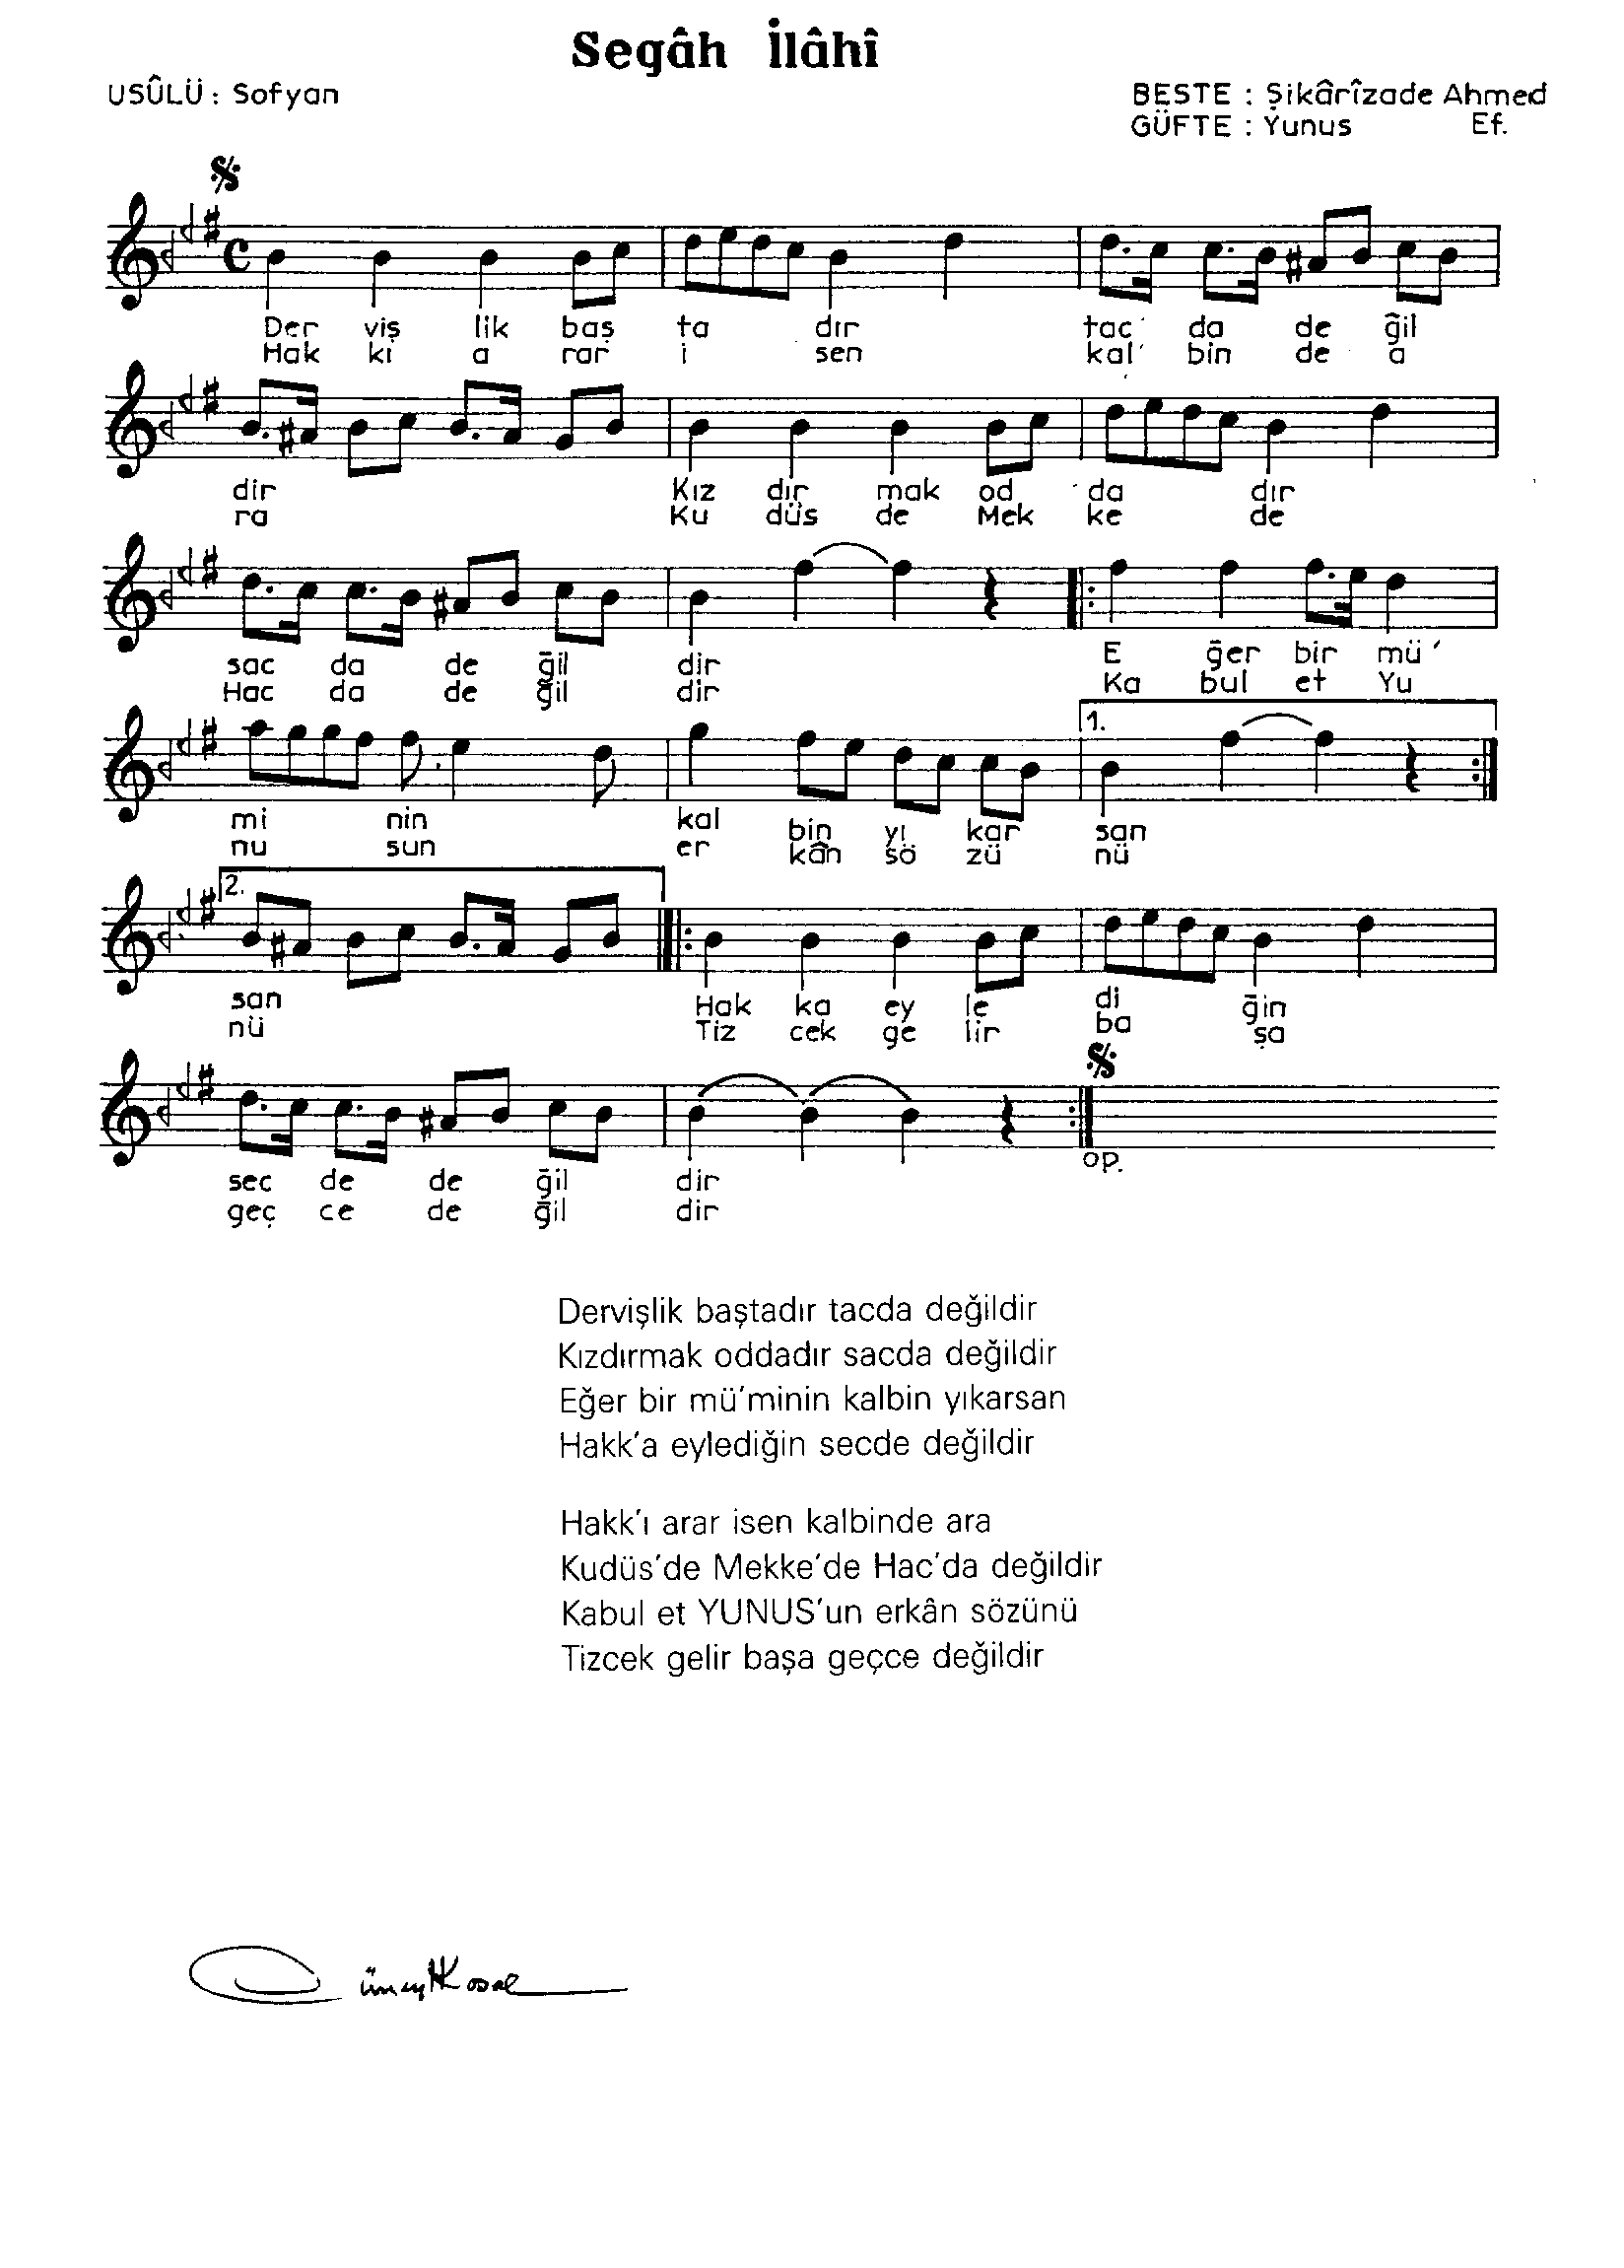 Segâh İlâhî
USÛLÜ : Sofyan
BESTE : Şikârîzade Ahmed Ef.
GÜFTE : Yunus
Der viş lik baş ta dır tac' da de ğil
Hak kı a rar i sen kal' bin de a
dir Kız dır mak od da dır
ra Ku düs de Mek ke de
sac da de ğil dir E ğer bir mü'
Hac da de ğil dir Ka bul et Yu
1.
mi nin kal bin yı kar san
nu sun er kân sö zü nü
2.
san Hak ka ey le di ğin
nü Tiz cek ge lir ba şa
sec de de ğil dir
geç ce de ğil dir
op.
Dervişlik baştadır tacda değildir
Kızdırmak oddadır sacda değildir
Eğer bir mü'minin kalbin yıkarsan
Hakk'a eylediğin secde değildir
Hakk'ı arar isen kalbinde ara
Kudüs'de Mekke'de Hac'da değildir
Kabul et YUNUS'un erkân sözünü
Tizcek gelir başa geçce değildir
Cüneyt Kosal